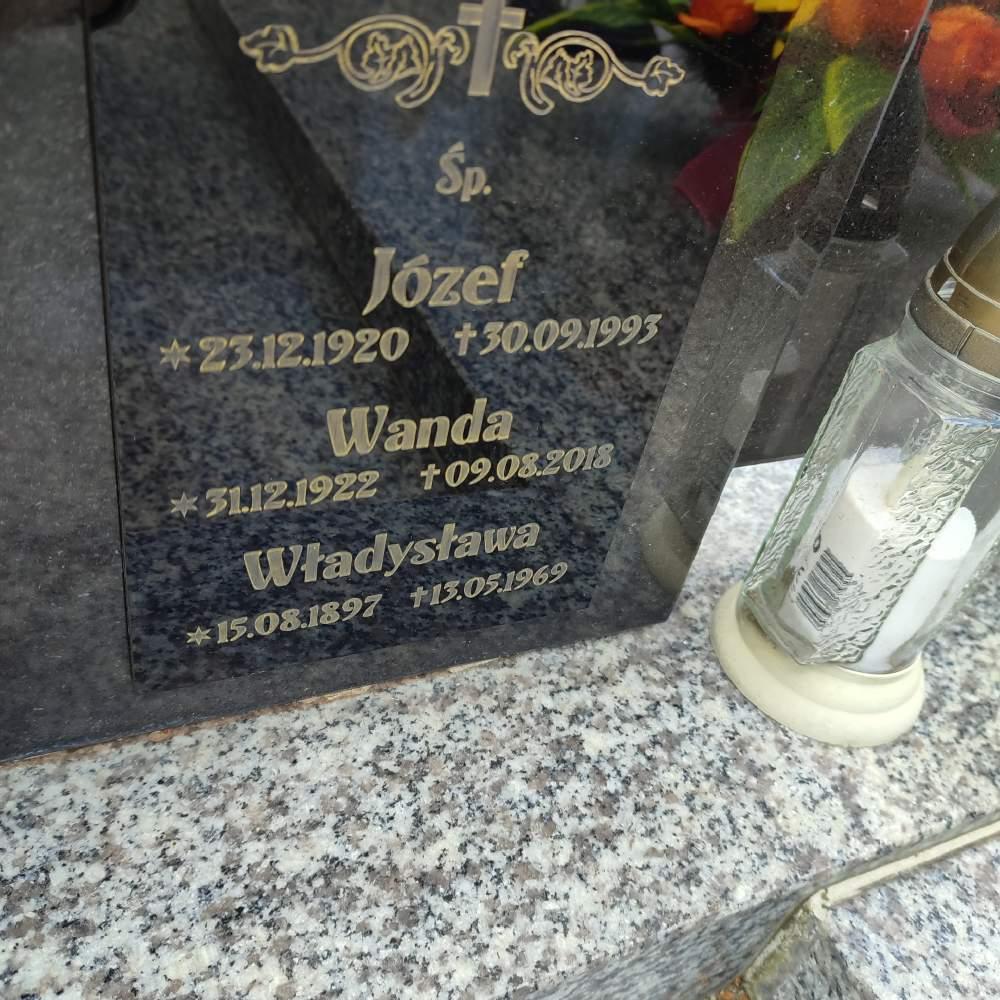 Śp.
Józef
*23.12.1920 †30.09.1993
Wanda
*31.12.1922 †09.08.2018
Władysława
*15.08.1897 †13.05.1969